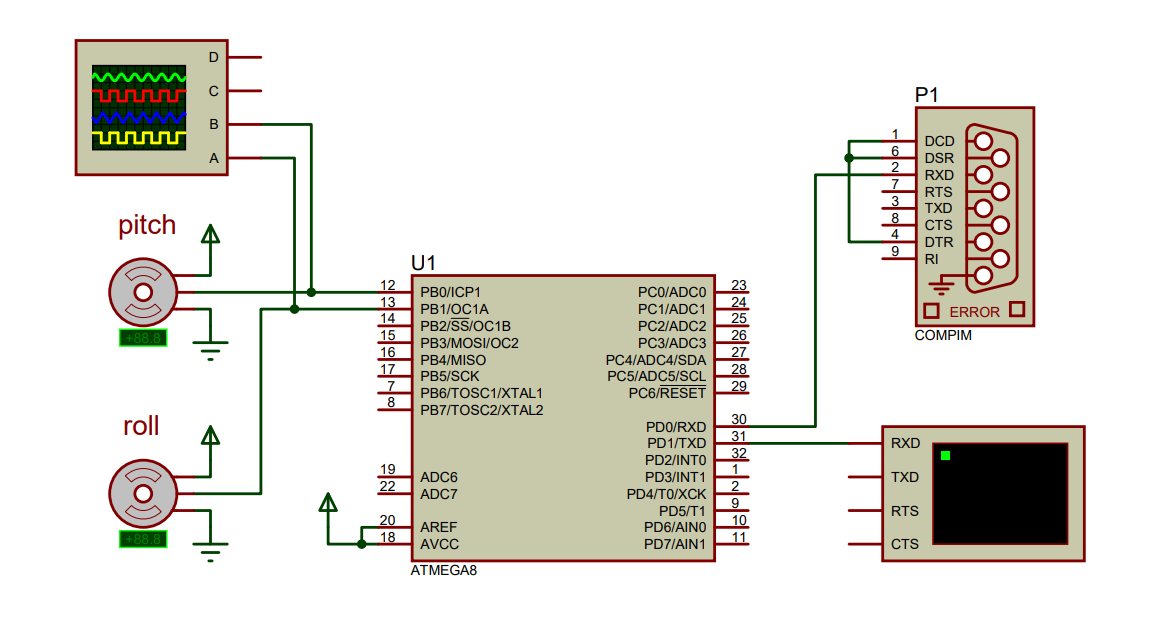 D
C
B
A
pitch
+88.8
roll
+88.8
U1
12 PB0/ICP1
13 PB1/OC1A
14 PB2/SS/OC1B
15 PB3/MOSI/OC2
16 PB4/MISO
17 PB5/SCK
7 PB6/TOSC1/XTAL1
8 PB7/TOSC2/XTAL2
19 ADC6
22 ADC7
20 AREF
18 AVCC
PC0/ADC0 23
PC1/ADC1 24
PC2/ADC2 25
PC3/ADC3 26
PC4/ADC4/SDA 27
PC5/ADC5/SCL 28
PC6/RESET 29
PD0/RXD 30
PD1/TXD 31
PD2/INT0 32
PD3/INT1 1
PD4/T0/XCK 2
PD5/T1 9
PD6/AIN0 10
PD7/AIN1 11
ATMEGA8
P1
1 DCD
6 DSR
2 RXD
7 RTS
3 TXD
8 CTS
4 DTR
9 RI
ERROR
COMPIM
RXD
TXD
RTS
CTS